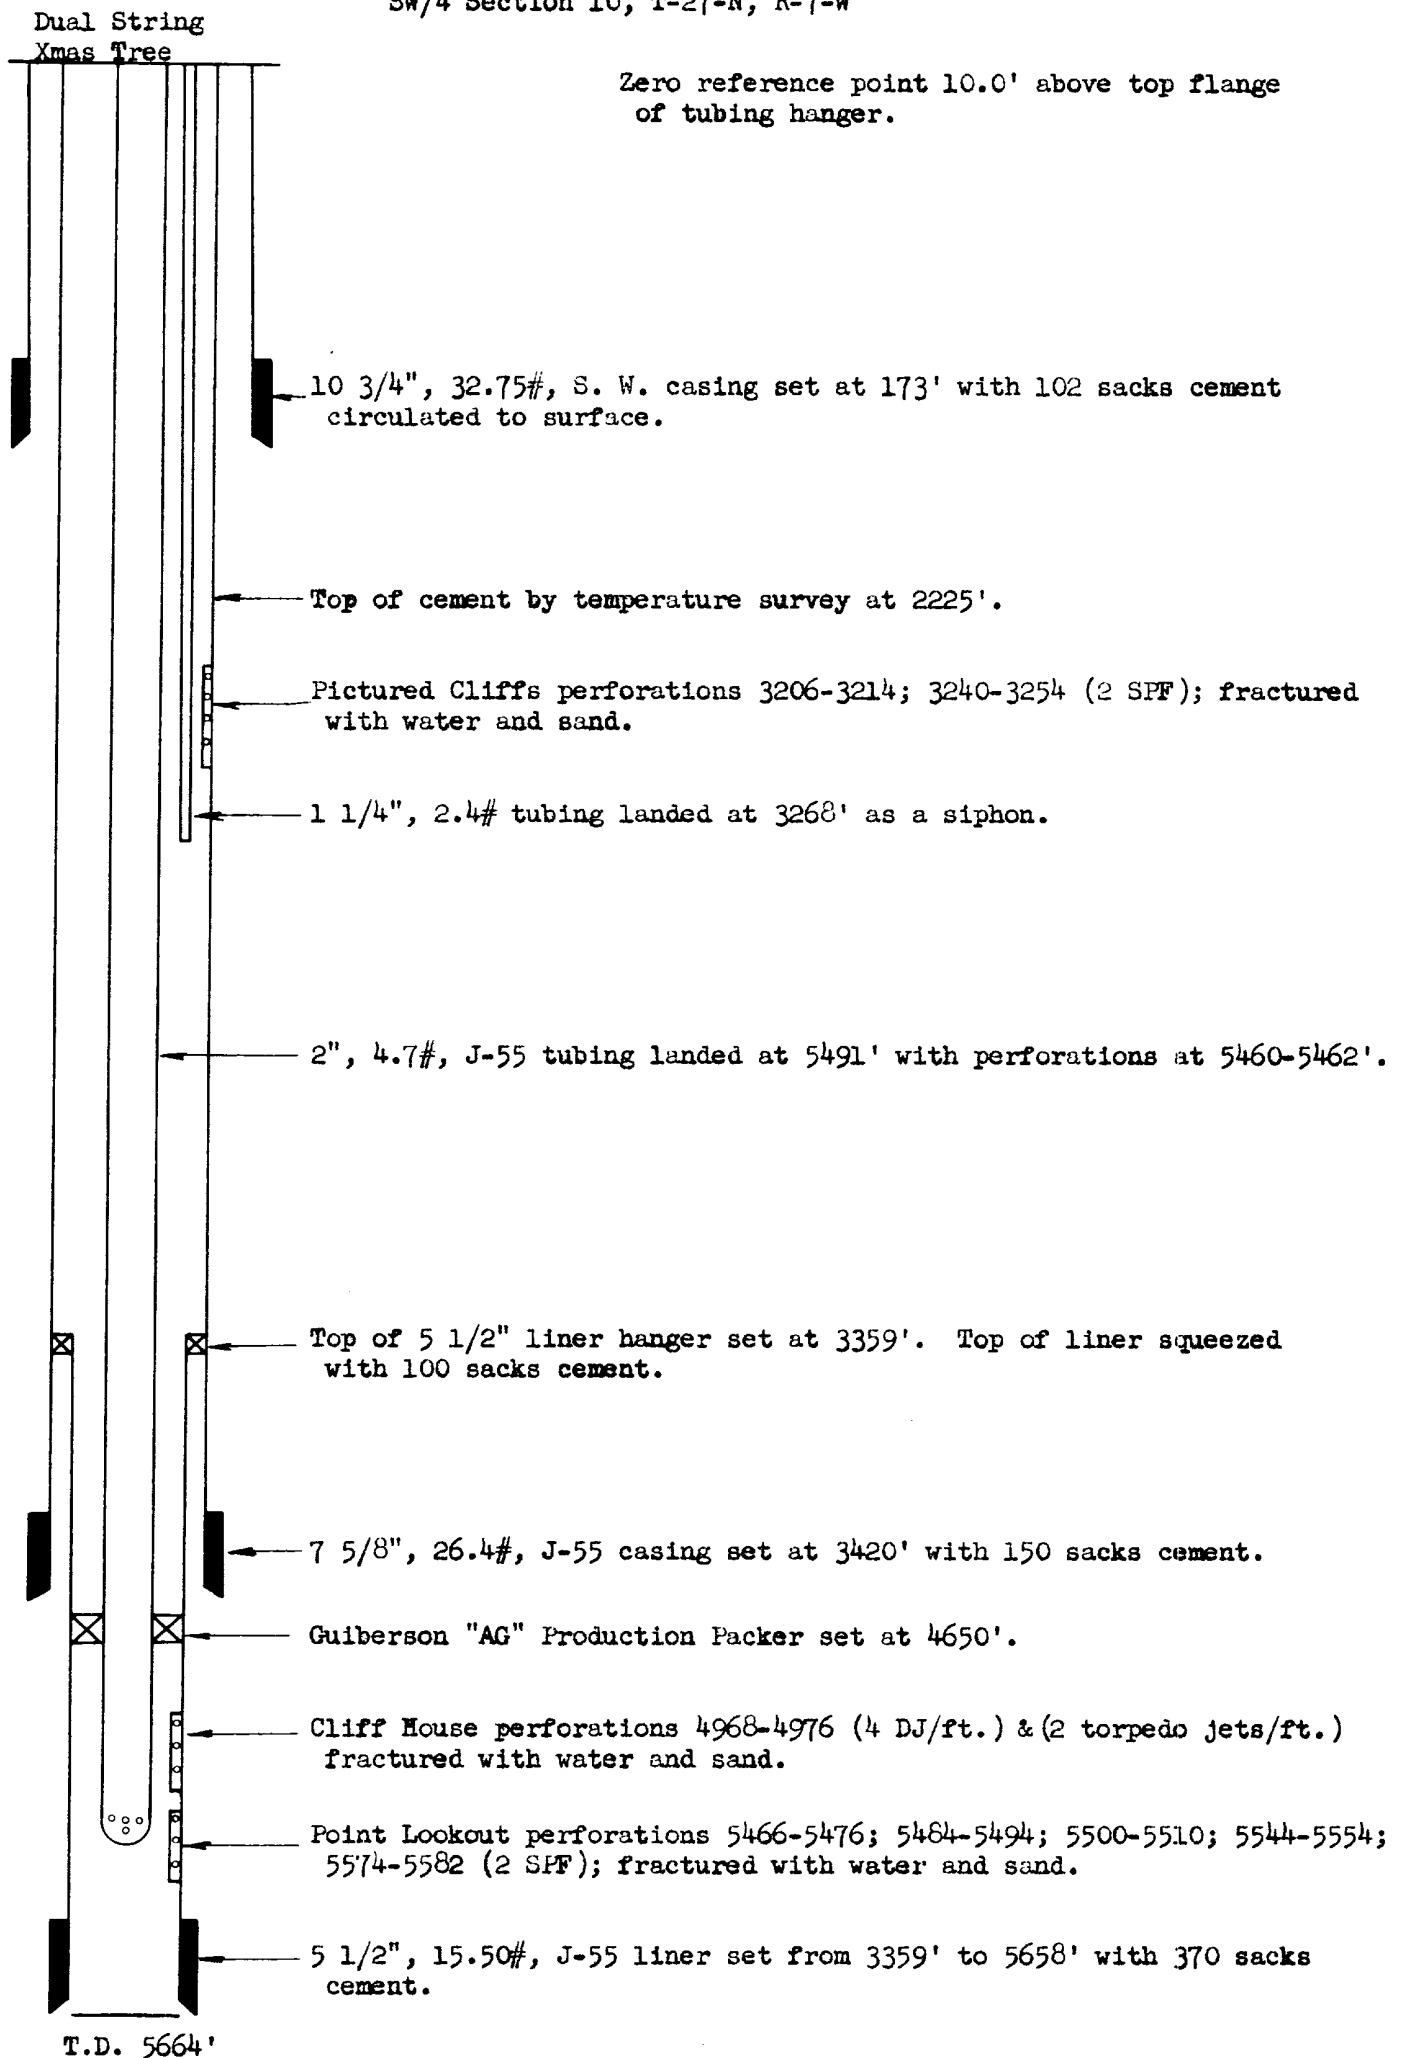 SW/4 Section 10, T-27-N, R-7-W
Dual String
Xmas Tree
Zero reference point 10.0' above top flange
of tubing hanger.
10 3/4", 32.75#, S. W. casing set at 173' with 102 sacks cement
circulated to surface.
Top of cement by temperature survey at 2225'.
Pictured Cliffs perforations 3206-3214; 3240-3254 (2 SPF); fractured
with water and sand.
1 1/4", 2.4# tubing landed at 3268' as a siphon.
2", 4.7#, J-55 tubing landed at 5491' with perforations at 5460-5462'.
Top of 5 1/2" liner hanger set at 3359'. Top of liner squeezed
with 100 sacks cement.
7 5/8", 26.4#, J-55 casing set at 3420' with 150 sacks cement.
Guiberson "AG" Production Packer set at 4650'.
Cliff House perforations 4968-4976 (4 DJ/ft.) & (2 torpedo jets/ft.)
fractured with water and sand.
Point Lookout perforations 5466-5476; 5484-5494; 5500-5510; 5544-5554;
5574-5582 (2 SPF); fractured with water and sand.
5 1/2", 15.50#, J-55 liner set from 3359' to 5658' with 370 sacks
cement.
T.D. 5664'